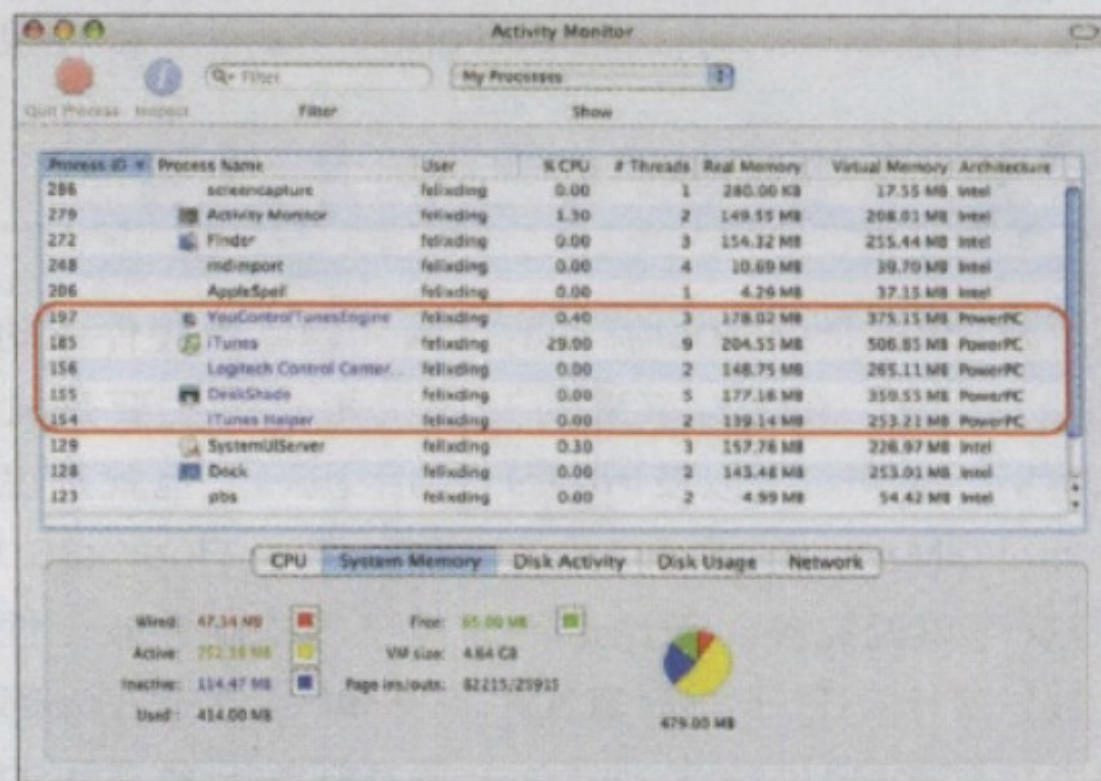 Activity Monitor
Filter
My Processes
Quit Process Inspect Filter Show
Process ID Process Name User % CPU # Threads Real Memory Virtual Memory Architecture
286 screencapture felixding 0.00 1 280.00 KB 17.55 MB Intel
279 Activity Monitor felixding 1.30 2 149.55 MB 208.01 MB Intel
272 Finder felixding 0.00 3 154.32 MB 255.44 MB Intel
248 mdimport felixding 0.00 4 10.69 MB 39.70 MB Intel
206 AppleSpell felixding 0.00 1 4.29 MB 37.15 MB Intel
197 YouControlTunesEngine felixding 0.40 3 178.02 MB 375.15 MB PowerPC
185 iTunes felixding 29.00 9 204.55 MB 506.85 MB PowerPC
156 Logitech Control Center felixding 0.00 2 148.75 MB 265.11 MB PowerPC
155 DeskShade felixding 0.00 5 177.16 MB 350.55 MB PowerPC
154 iTunes Helper felixding 0.00 2 139.14 MB 253.21 MB PowerPC
129 SystemUIServer felixding 0.30 3 157.76 MB 226.97 MB Intel
128 Dock felixding 0.00 2 145.46 MB 253.01 MB Intel
123 pbs felixding 0.00 2 4.99 MB 54.42 MB Intel
CPU System Memory Disk Activity Disk Usage Network
Wired: 47.34 MB Free: 65.00 MB
Active: VM size: 4.64 GB
Inactive: 114.47 MB Page ins/outs: 82215/25915
Used: 414.00 MB
479.00 MB